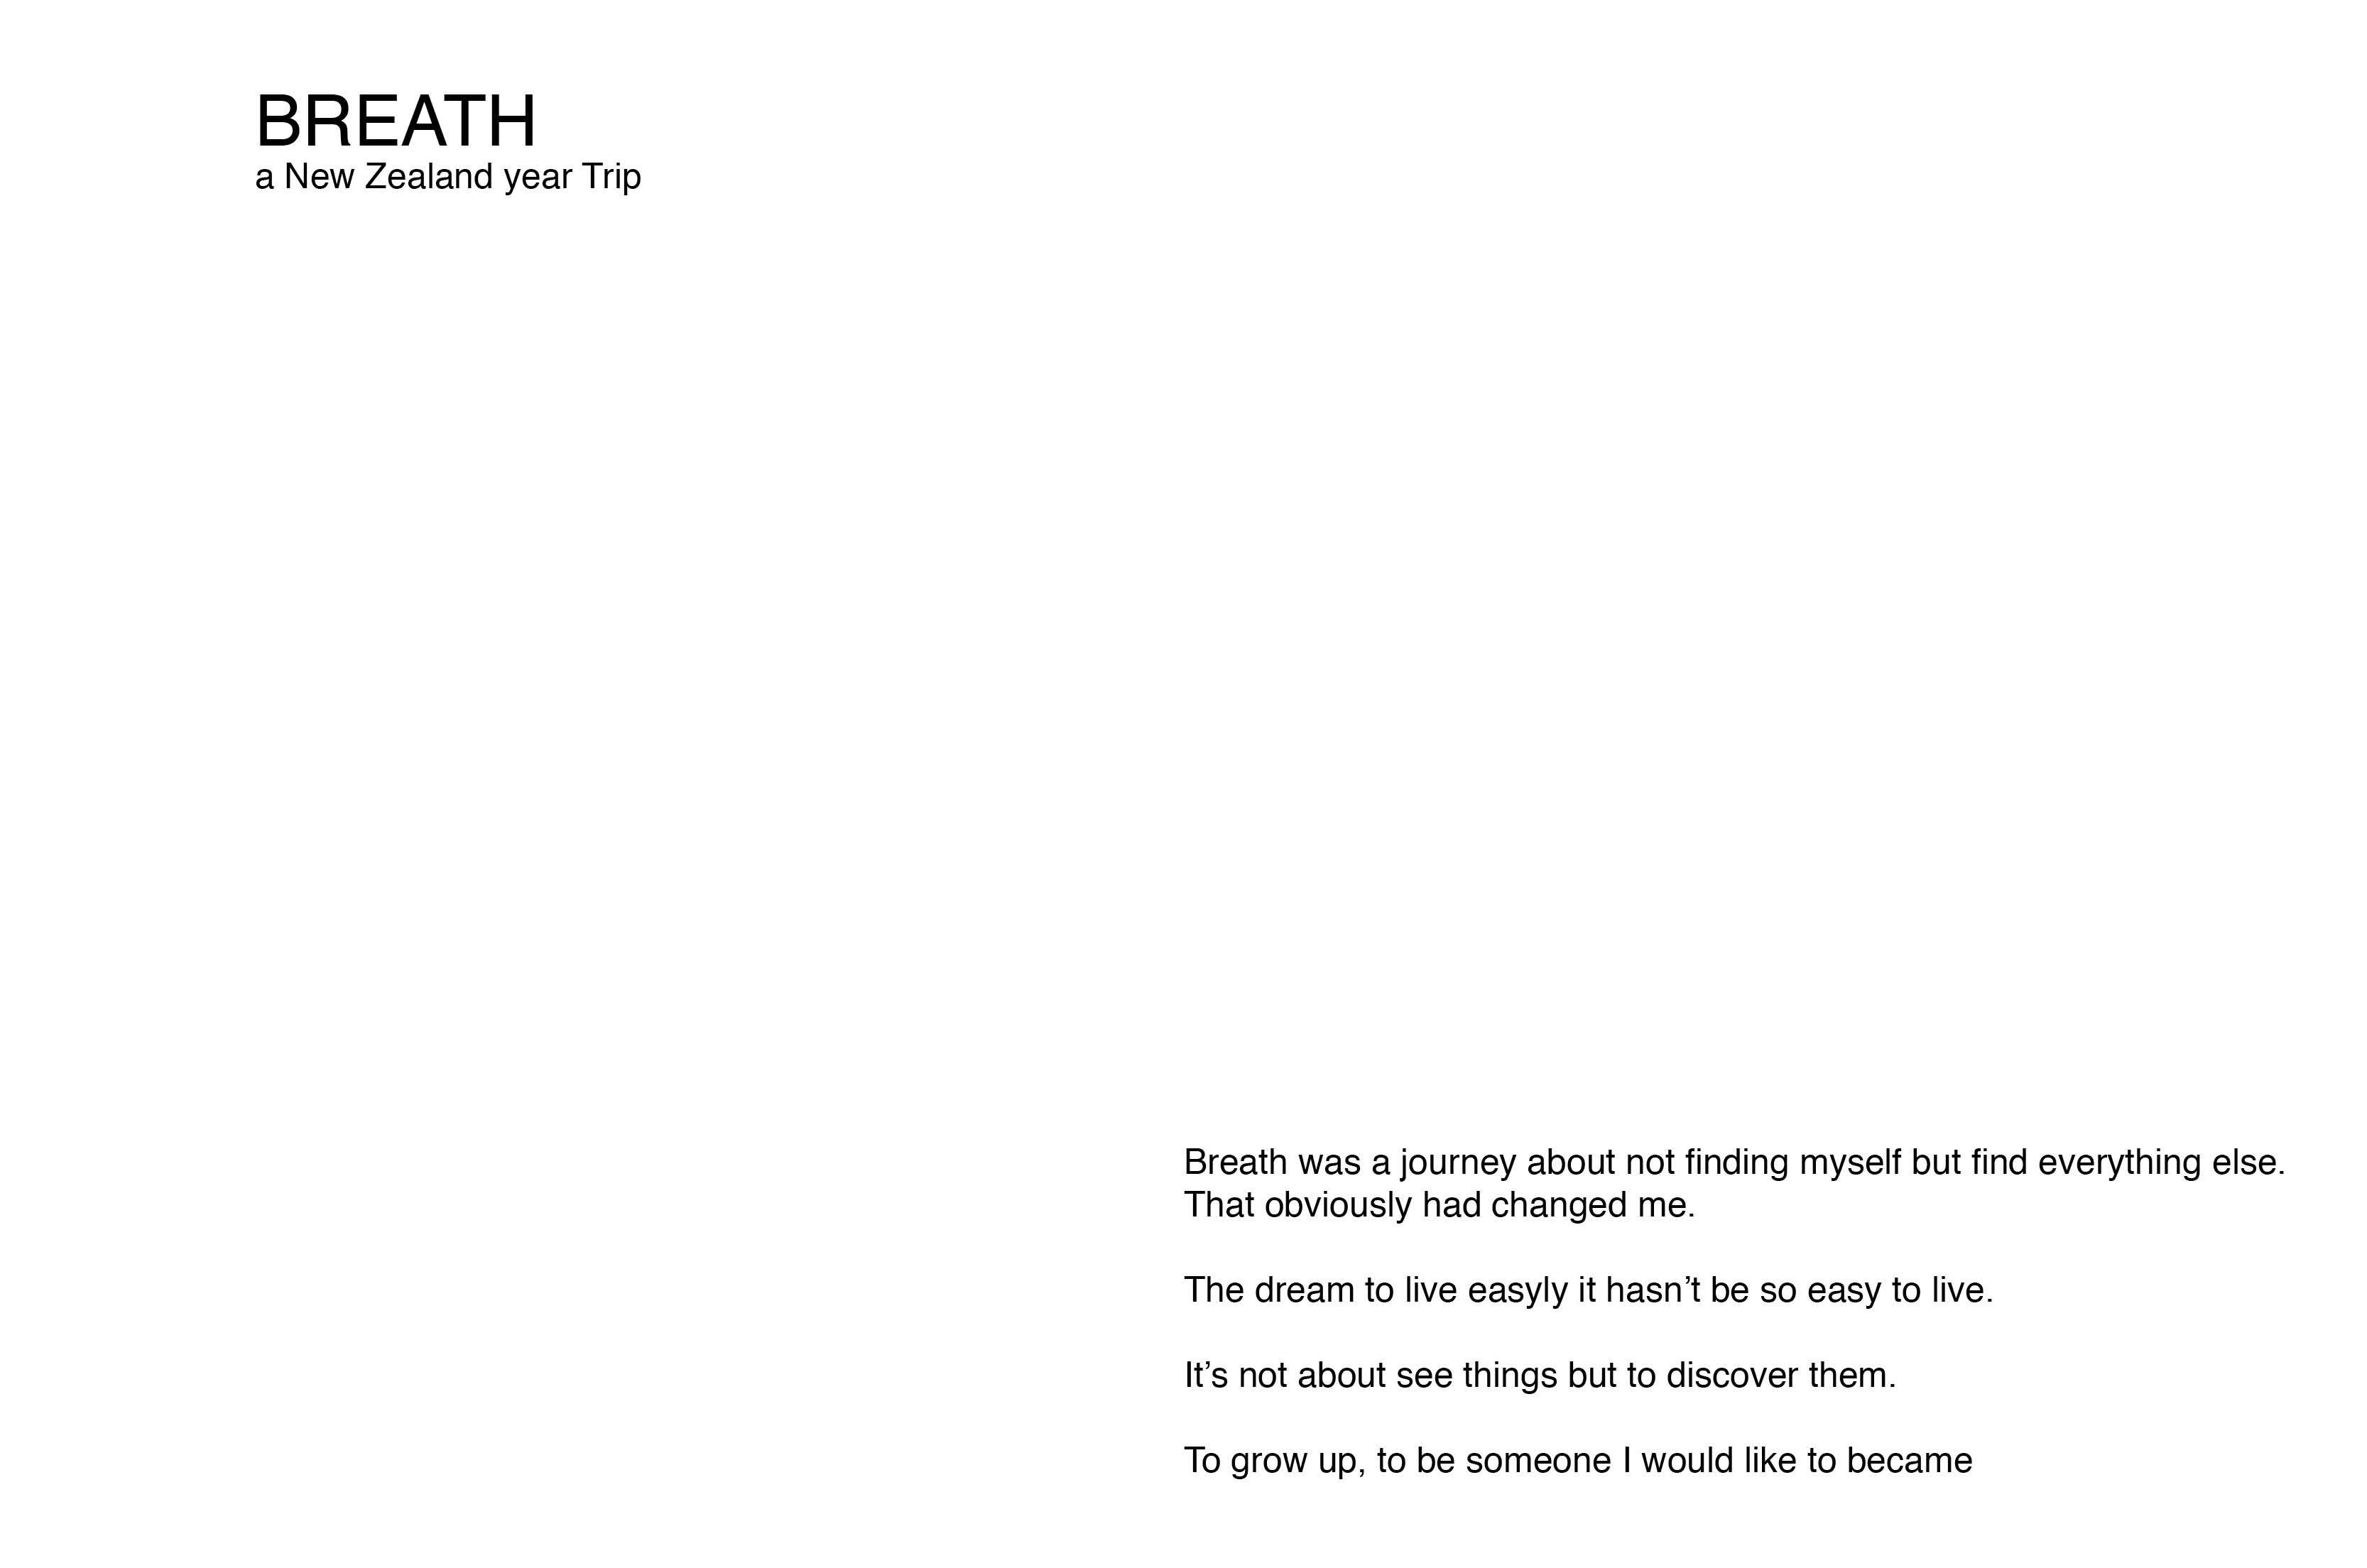 BREATH
a New Zealand year Trip
Breath was a journey about not finding myself but find everything else.
That obviously had changed me.
The dream to live easyly it hasn’t be so easy to live.
It’s not about see things but to discover them.
To grow up, to be someone I would like to became